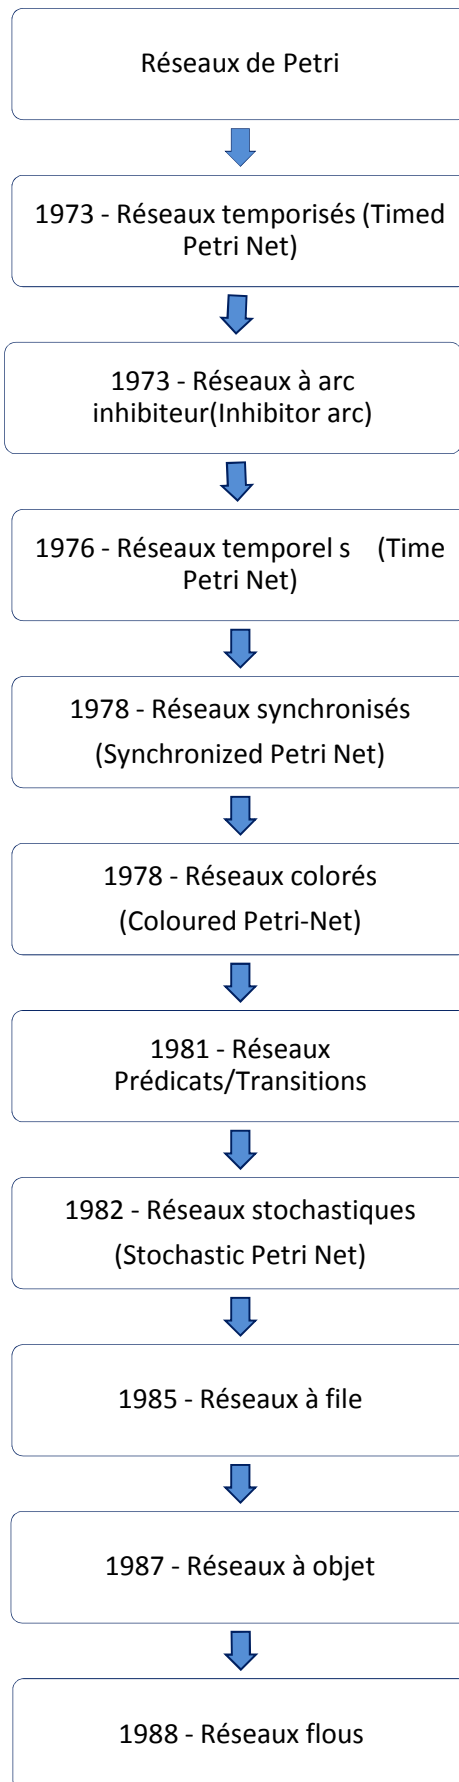 Réseaux de Petri
1973 - Réseaux temporisés (Timed
Petri Net)
1973 - Réseaux à arc
inhibiteur(Inhibitor arc)
1976 - Réseaux temporel s (Time
Petri Net)
1978 - Réseaux synchronisés
(Synchronized Petri Net)
1978 - Réseaux colorés
(Coloured Petri-Net)
1981 - Réseaux
Prédicats/Transitions
1982 - Réseaux stochastiques
(Stochastic Petri Net)
1985 - Réseaux à file
1987 - Réseaux à objet
1988 - Réseaux flous